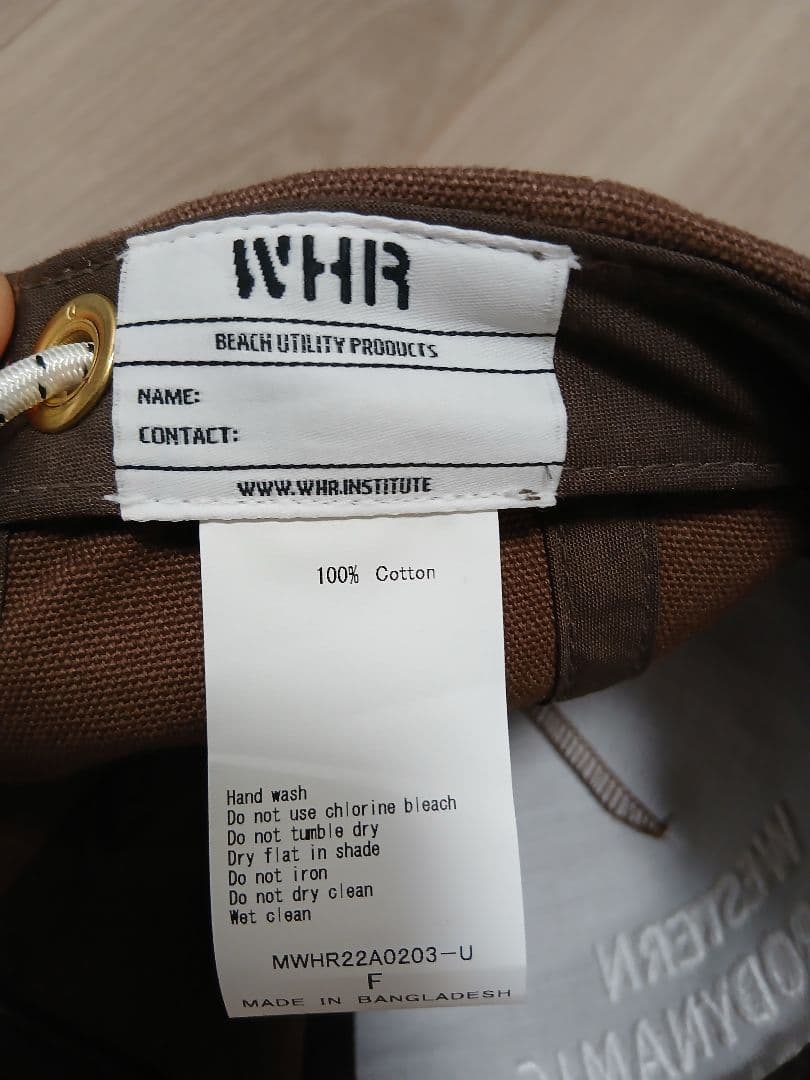 WHR
BEACH UTILITY PRODUCTS
NAME:
CONTACT:
WWW.WHR.INSTITUTE
100% Cotton
Hand wash
Do not use chlorine bleach
Do not tumble dry
Dry flat in shade
Do not iron
Do not dry clean
Wet clean
MWHR22A0203-U
F
MADE IN BANGLADESH
WESTERN